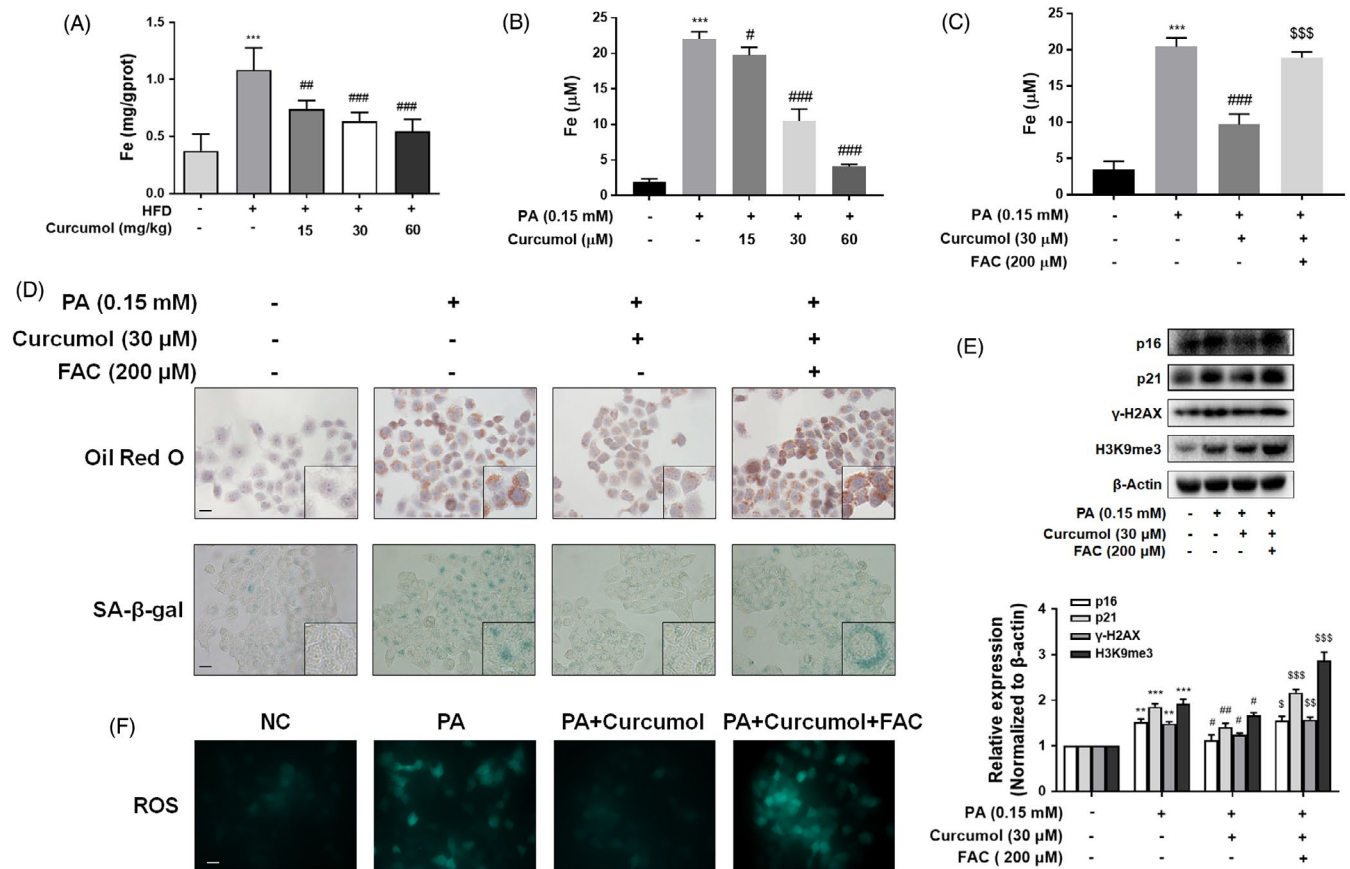 (A)
Fe (mg/gprot)
1.5
1.0
0.5
0.0
***
##
###
###
HFD - + + + +
Curcumol (mg/kg) - - 15 30 60
(B)
Fe (μM)
25
20
15
10
5
0
***
#
###
###
PA (0.15 mM) - + + + +
Curcumol (μM) - - 15 30 60
(C)
Fe (μM)
25
20
15
10
5
0
***
###
$$$
PA (0.15 mM) - + + +
Curcumol (30 μM) - - + +
FAC (200 μM) - - - +
(D)
PA (0.15 mM) - + + +
Curcumol (30 μM) - - + +
FAC (200 μM) - - - +
Oil Red O
SA-β-gal
(E)
p16
p21
γ-H2AX
H3K9me3
β-Actin
PA (0.15 mM) - + + +
Curcumol (30 μM) - - + +
FAC (200 μM) - - - +
Relative expression
(Normalized to β-actin)
4
3
2
1
0
p16
p21
γ-H2AX
H3K9me3
** *** ** ***
# ## # #
$ $$$ $$ $$$
PA (0.15 mM) - + + +
Curcumol (30 μM) - - + +
FAC ( 200 μM) - - - +
(F)
NC PA PA+Curcumol PA+Curcumol+FAC
ROS